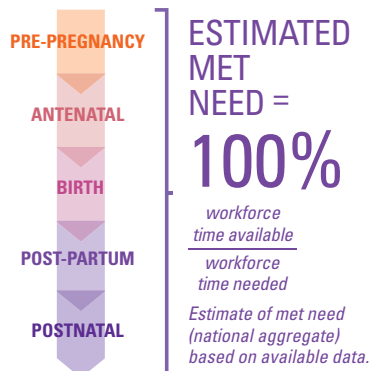 PRE-PREGNANCY
ANTENATAL
BIRTH
POST-PARTUM
POSTNATAL
ESTIMATED
MET
NEED =
100%
workforce
time available
workforce
time needed
Estimate of met need
(national aggregate)
based on available data.